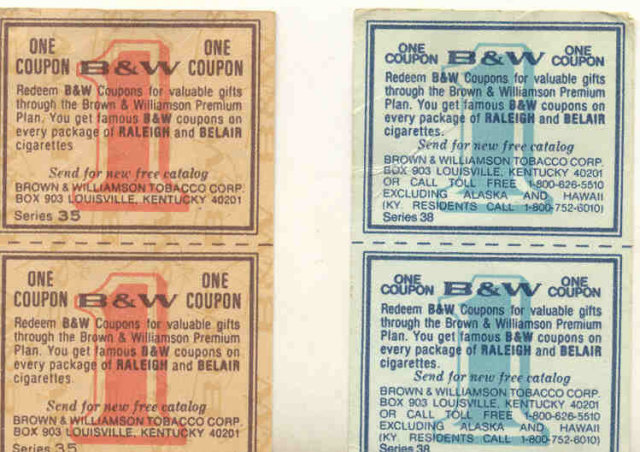 ONE COUPON B&W ONE COUPON
Redeem B&W Coupons for valuable gifts
through the Brown & Williamson Premium
Plan. You get famous B&W coupons on
every package of RALEIGH and BELAIR
cigarettes
Send for new free catalog
BROWN & WILLIAMSON TOBACCO CORP.
BOX 903 LOUISVILLE, KENTUCKY 40201
Series 35
1
ONE COUPON B&W ONE COUPON
Redeem B&W Coupons for valuable gifts
through the Brown & Williamson Premium
Plan. You get famous B&W coupons on
every package of RALEIGH and BELAIR
cigarettes.
Send for new free catalog
BROWN & WILLIAMSON TOBACCO CORP.
BOX 903 LOUISVILLE, KENTUCKY 40201
Series 35
1
ONE COUPON B&W ONE COUPON
Redeem B&W Coupons for valuable gifts
through the Brown & Williamson Premium
Plan. You get famous B&W coupons on
every package of RALEIGH and BELAIR
cigarettes.
Send for new free catalog
BROWN & WILLIAMSON TOBACCO CORP.
BOX 903 LOUISVILLE, KENTUCKY 40201
OR CALL TOLL FREE 1-800-626-5510
EXCLUDING ALASKA AND HAWAII
(KY. RESIDENTS CALL 1-800-752-6010)
Series 38
1
ONE COUPON B&W ONE COUPON
Redeem B&W Coupons for valuable gifts
through the Brown & Williamson Premium
Plan. You get famous B&W coupons on
every package of RALEIGH and BELAIR
cigarettes.
Send for new free catalog
BROWN & WILLIAMSON TOBACCO CORP.
BOX 903 LOUISVILLE, KENTUCKY 40201
OR CALL TOLL FREE 1-800-626-5510
EXCLUDING ALASKA AND HAWAII
(KY. RESIDENTS CALL 1-800-752-6010)
Series 38
1